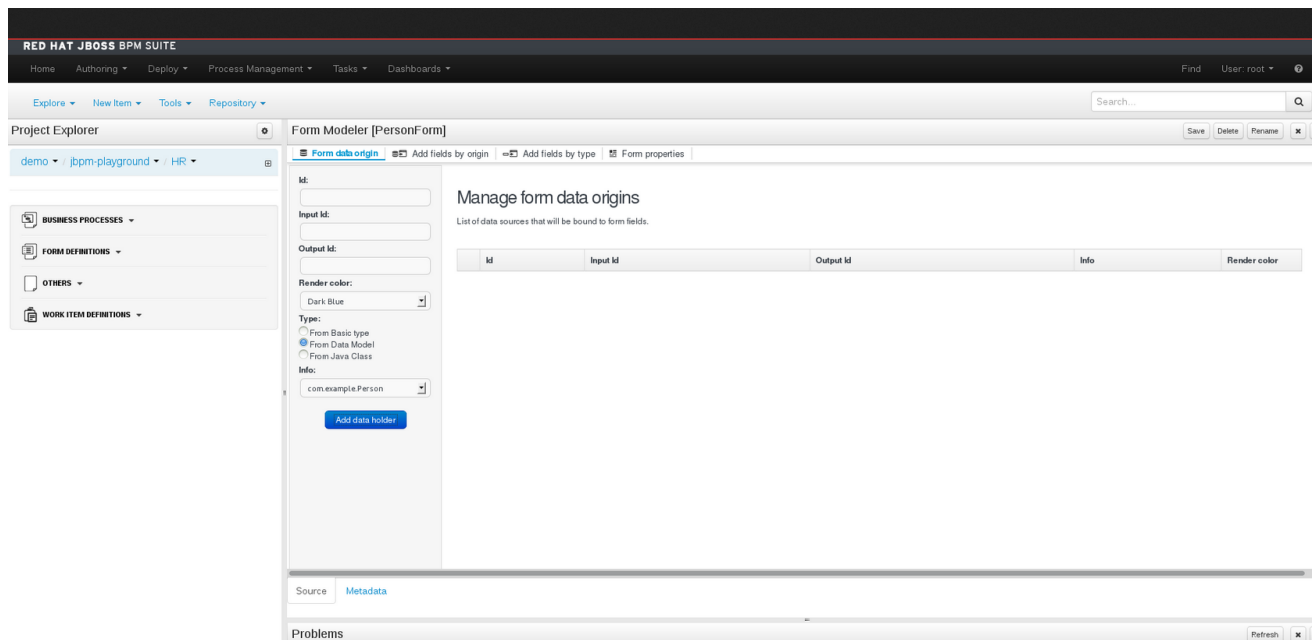 RED HAT JBOSS BPM SUITE
Home Authoring Deploy Process Management Tasks Dashboards Find User: root
Explore New Item Tools Repository Search...
Project Explorer
demo / jbpm-playground / HR
BUSINESS PROCESSES
FORM DEFINITIONS
OTHERS
WORK ITEM DEFINITIONS
Form Modeler [PersonForm] Save Delete Rename
Form data origin Add fields by origin Add fields by type Form properties
Id:
Input Id:
Output Id:
Render color:
Dark Blue
Type:
From Basic type
From Data Model
From Java Class
Info:
com.example.Person
Add data holder
Manage form data origins
List of data sources that will be bound to form fields.
Id Input Id Output Id Info Render color
Source Metadata
Problems Refresh